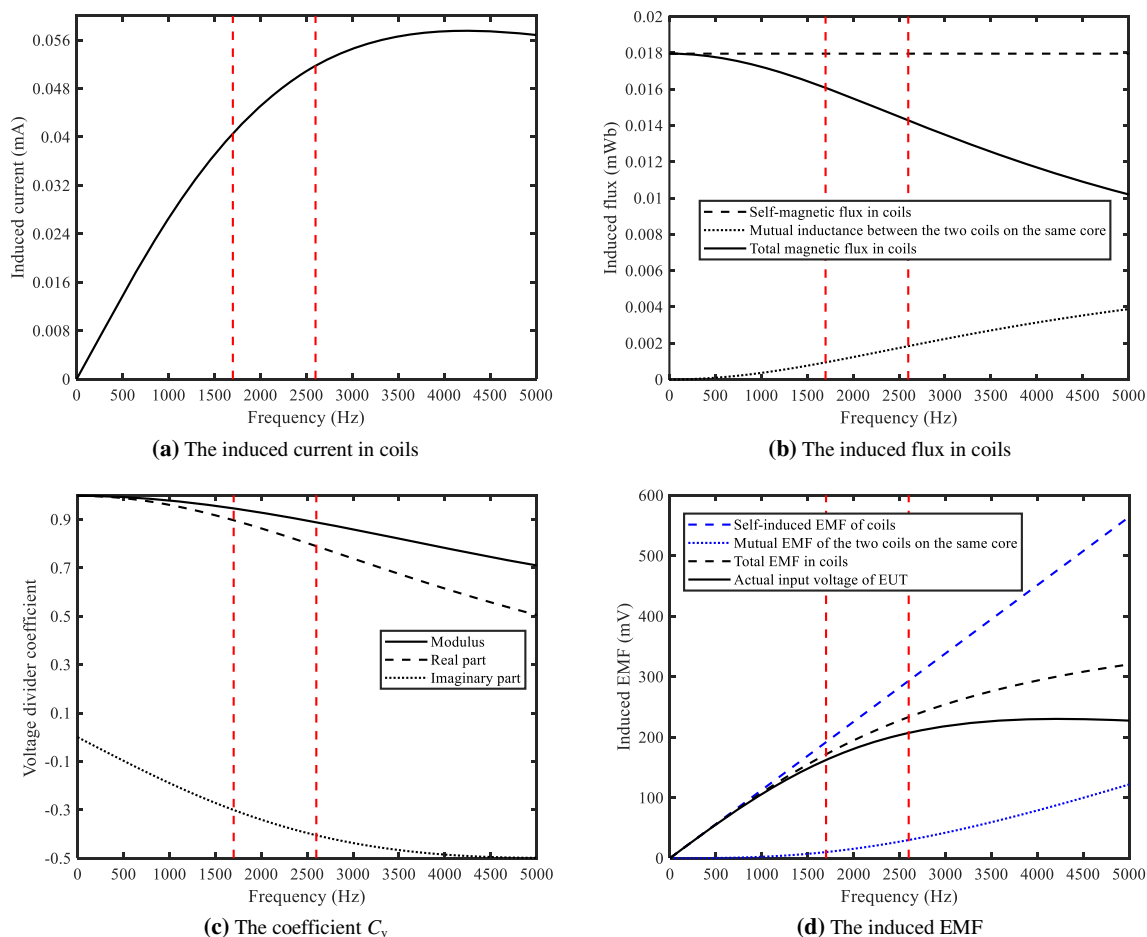 0.056
0.048
0.04
0.032
0.024
0.016
0.008
0
Induced current (mA)
0 500 1000 1500 2000 2500 3000 3500 4000 4500 5000
Frequency (Hz)
(a) The induced current in coils
0.02
0.018
0.016
0.014
0.012
0.01
0.008
0.006
0.004
0.002
0
Induced flux (mWb)
Self-magnetic flux in coils
Mutual inductance between the two coils on the same core
Total magnetic flux in coils
0 500 1000 1500 2000 2500 3000 3500 4000 4500 5000
Frequency (Hz)
(b) The induced flux in coils
0.9
0.7
0.5
0.3
0.1
-0.1
-0.3
-0.5
Voltage divider coefficient
Modulus
Real part
Imaginary part
0 500 1000 1500 2000 2500 3000 3500 4000 4500 5000
Frequency (Hz)
(c) The coefficient Cv
600
500
400
300
200
100
0
Induced EMF (mV)
Self-induced EMF of coils
Mutual EMF of the two coils on the same core
Total EMF in coils
Actual input voltage of EUT
0 500 1000 1500 2000 2500 3000 3500 4000 4500 5000
Frequency (Hz)
(d) The induced EMF